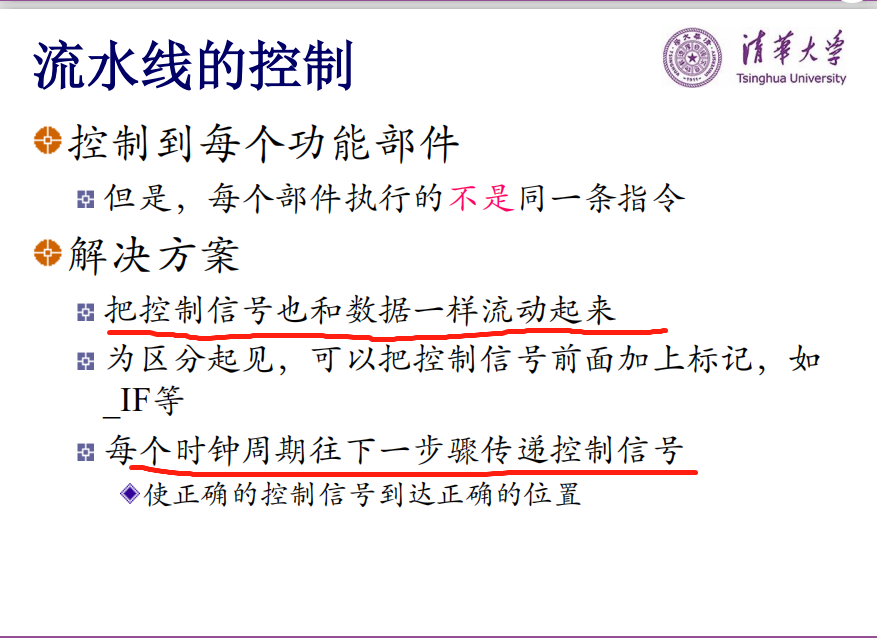 流水线的控制
清华大学
Tsinghua University
控制到每个功能部件
但是，每个部件执行的不是同一条指令
解决方案
把控制信号也和数据一样流动起来
为区分起见，可以把控制信号前面加上标记，如
_IF等
每个时钟周期往下一步骤传递控制信号
使正确的控制信号到达正确的位置